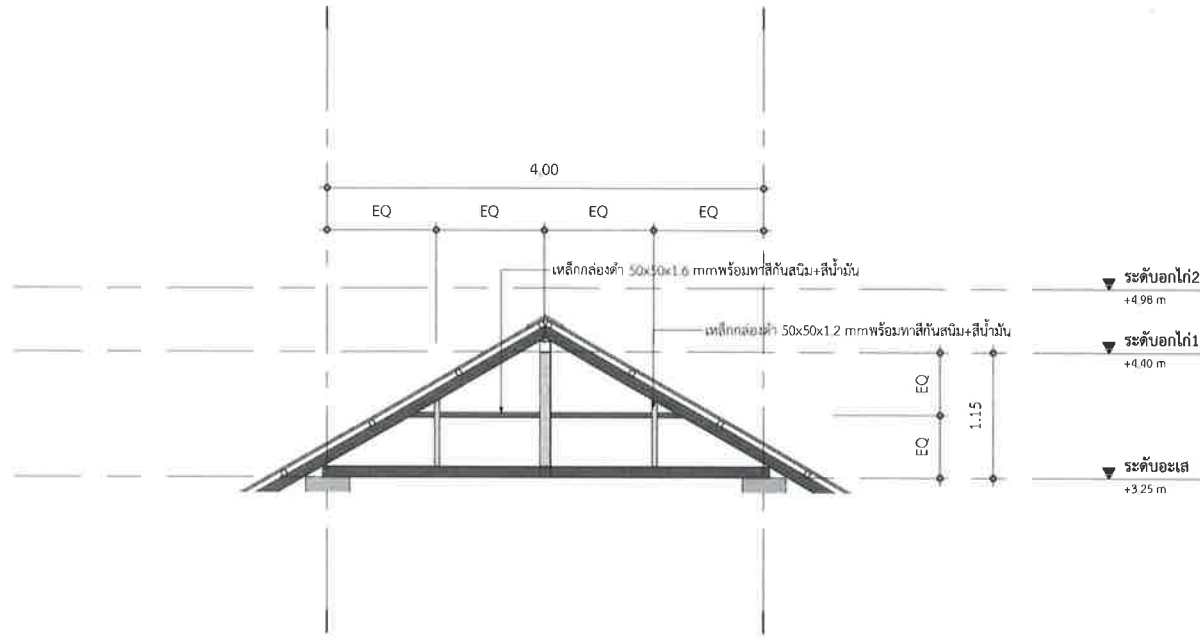 4.00
EQ EQ EQ EQ
เหล็กกล่องดำ 50x50x1.6 mmพร้อมทาสีกันสนิม+สีน้ำมัน
ระดับอกไก่2
+4.98 m
เหล็กกล่องดำ 50x50x1.2 mmพร้อมทาสีกันสนิม+สีน้ำมัน
ระดับอกไก่1
+4.40 m
EQ
1.15
EQ
ระดับอะเส
+3.25 m